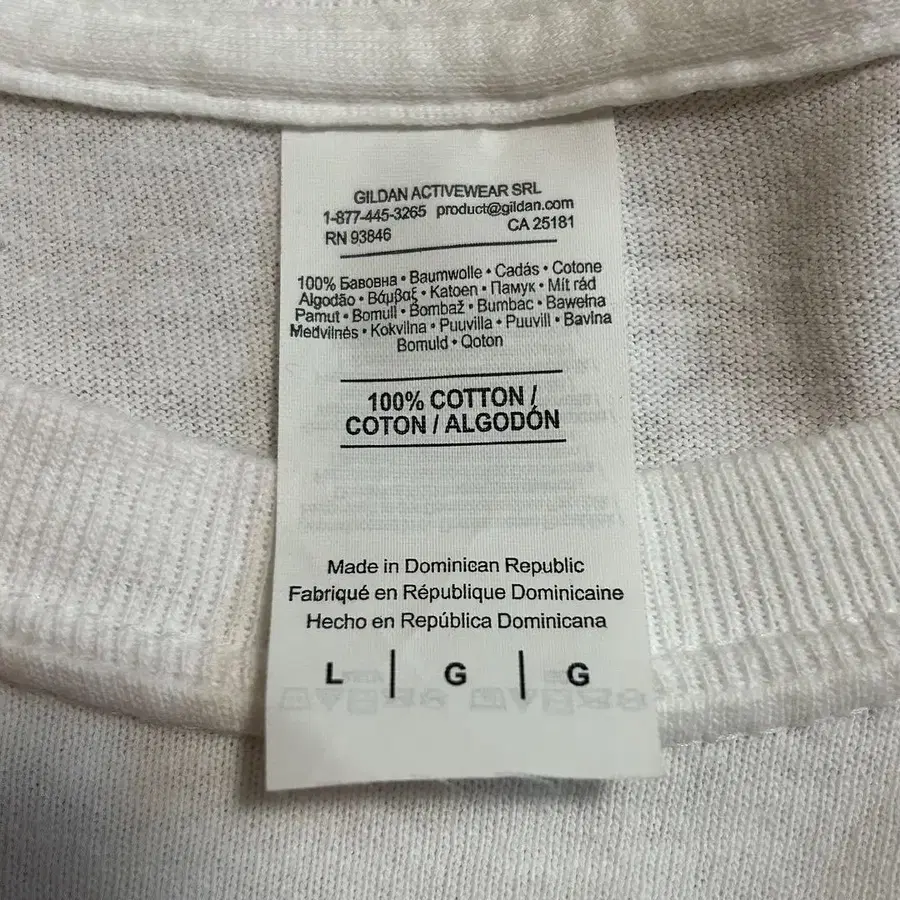 GILDAN ACTIVEWEAR SRL
1-877-445-3265 product@gildan.com
RN 93846 CA 25181
100% Бавовна • Baumwolle • Cadás • Cotone
Algodão • Βάμβαξ • Katoen • Памук • Mít rád
Pamut • Bomull • Bombaž • Bumbac • Bawełna
Medvilnės • Kokvilna • Puuvilla • Puuvill • Bavlna
Bomuld • Qoton
100% COTTON /
COTON / ALGODÓN
Made in Dominican Republic
Fabriqué en République Dominicaine
Hecho en República Dominicana
L | G | G